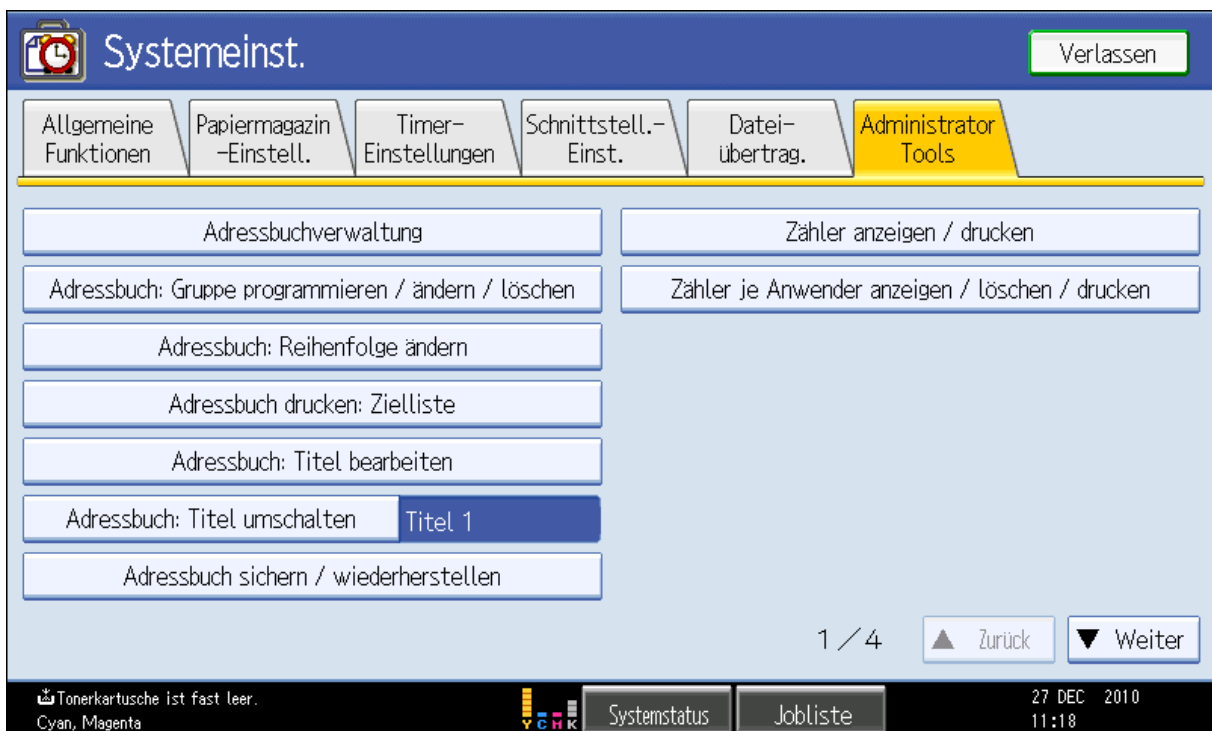 Systemeinst.
Verlassen
Allgemeine
Funktionen
Papiermagazin
-Einstell.
Timer-
Einstellungen
Schnittstell.-
Einst.
Datei-
übertrag.
Administrator
Tools
Adressbuchverwaltung
Adressbuch: Gruppe programmieren / ändern / löschen
Adressbuch: Reihenfolge ändern
Adressbuch drucken: Zielliste
Adressbuch: Titel bearbeiten
Adressbuch: Titel umschalten Titel 1
Adressbuch sichern / wiederherstellen
Zähler anzeigen / drucken
Zähler je Anwender anzeigen / löschen / drucken
1/4 ▲ Zurück ▼ Weiter
Tonerkartusche ist fast leer.
Cyan, Magenta
Y C M K
Systemstatus
Jobliste
27 DEC 2010
11:18